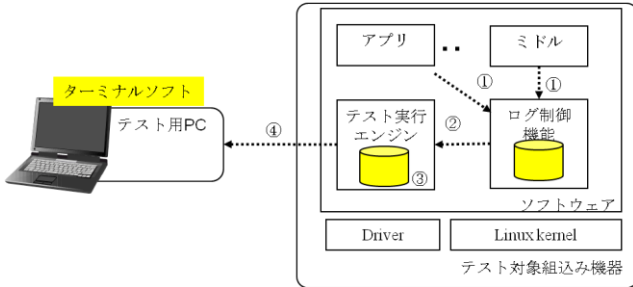 アプリ
・・
ミドル
①
①
ターミナルソフト
テスト用PC
④
テスト実行
エンジン
③
②
ログ制御
機能
ソフトウェア
Driver
Linux kernel
テスト対象組込み機器